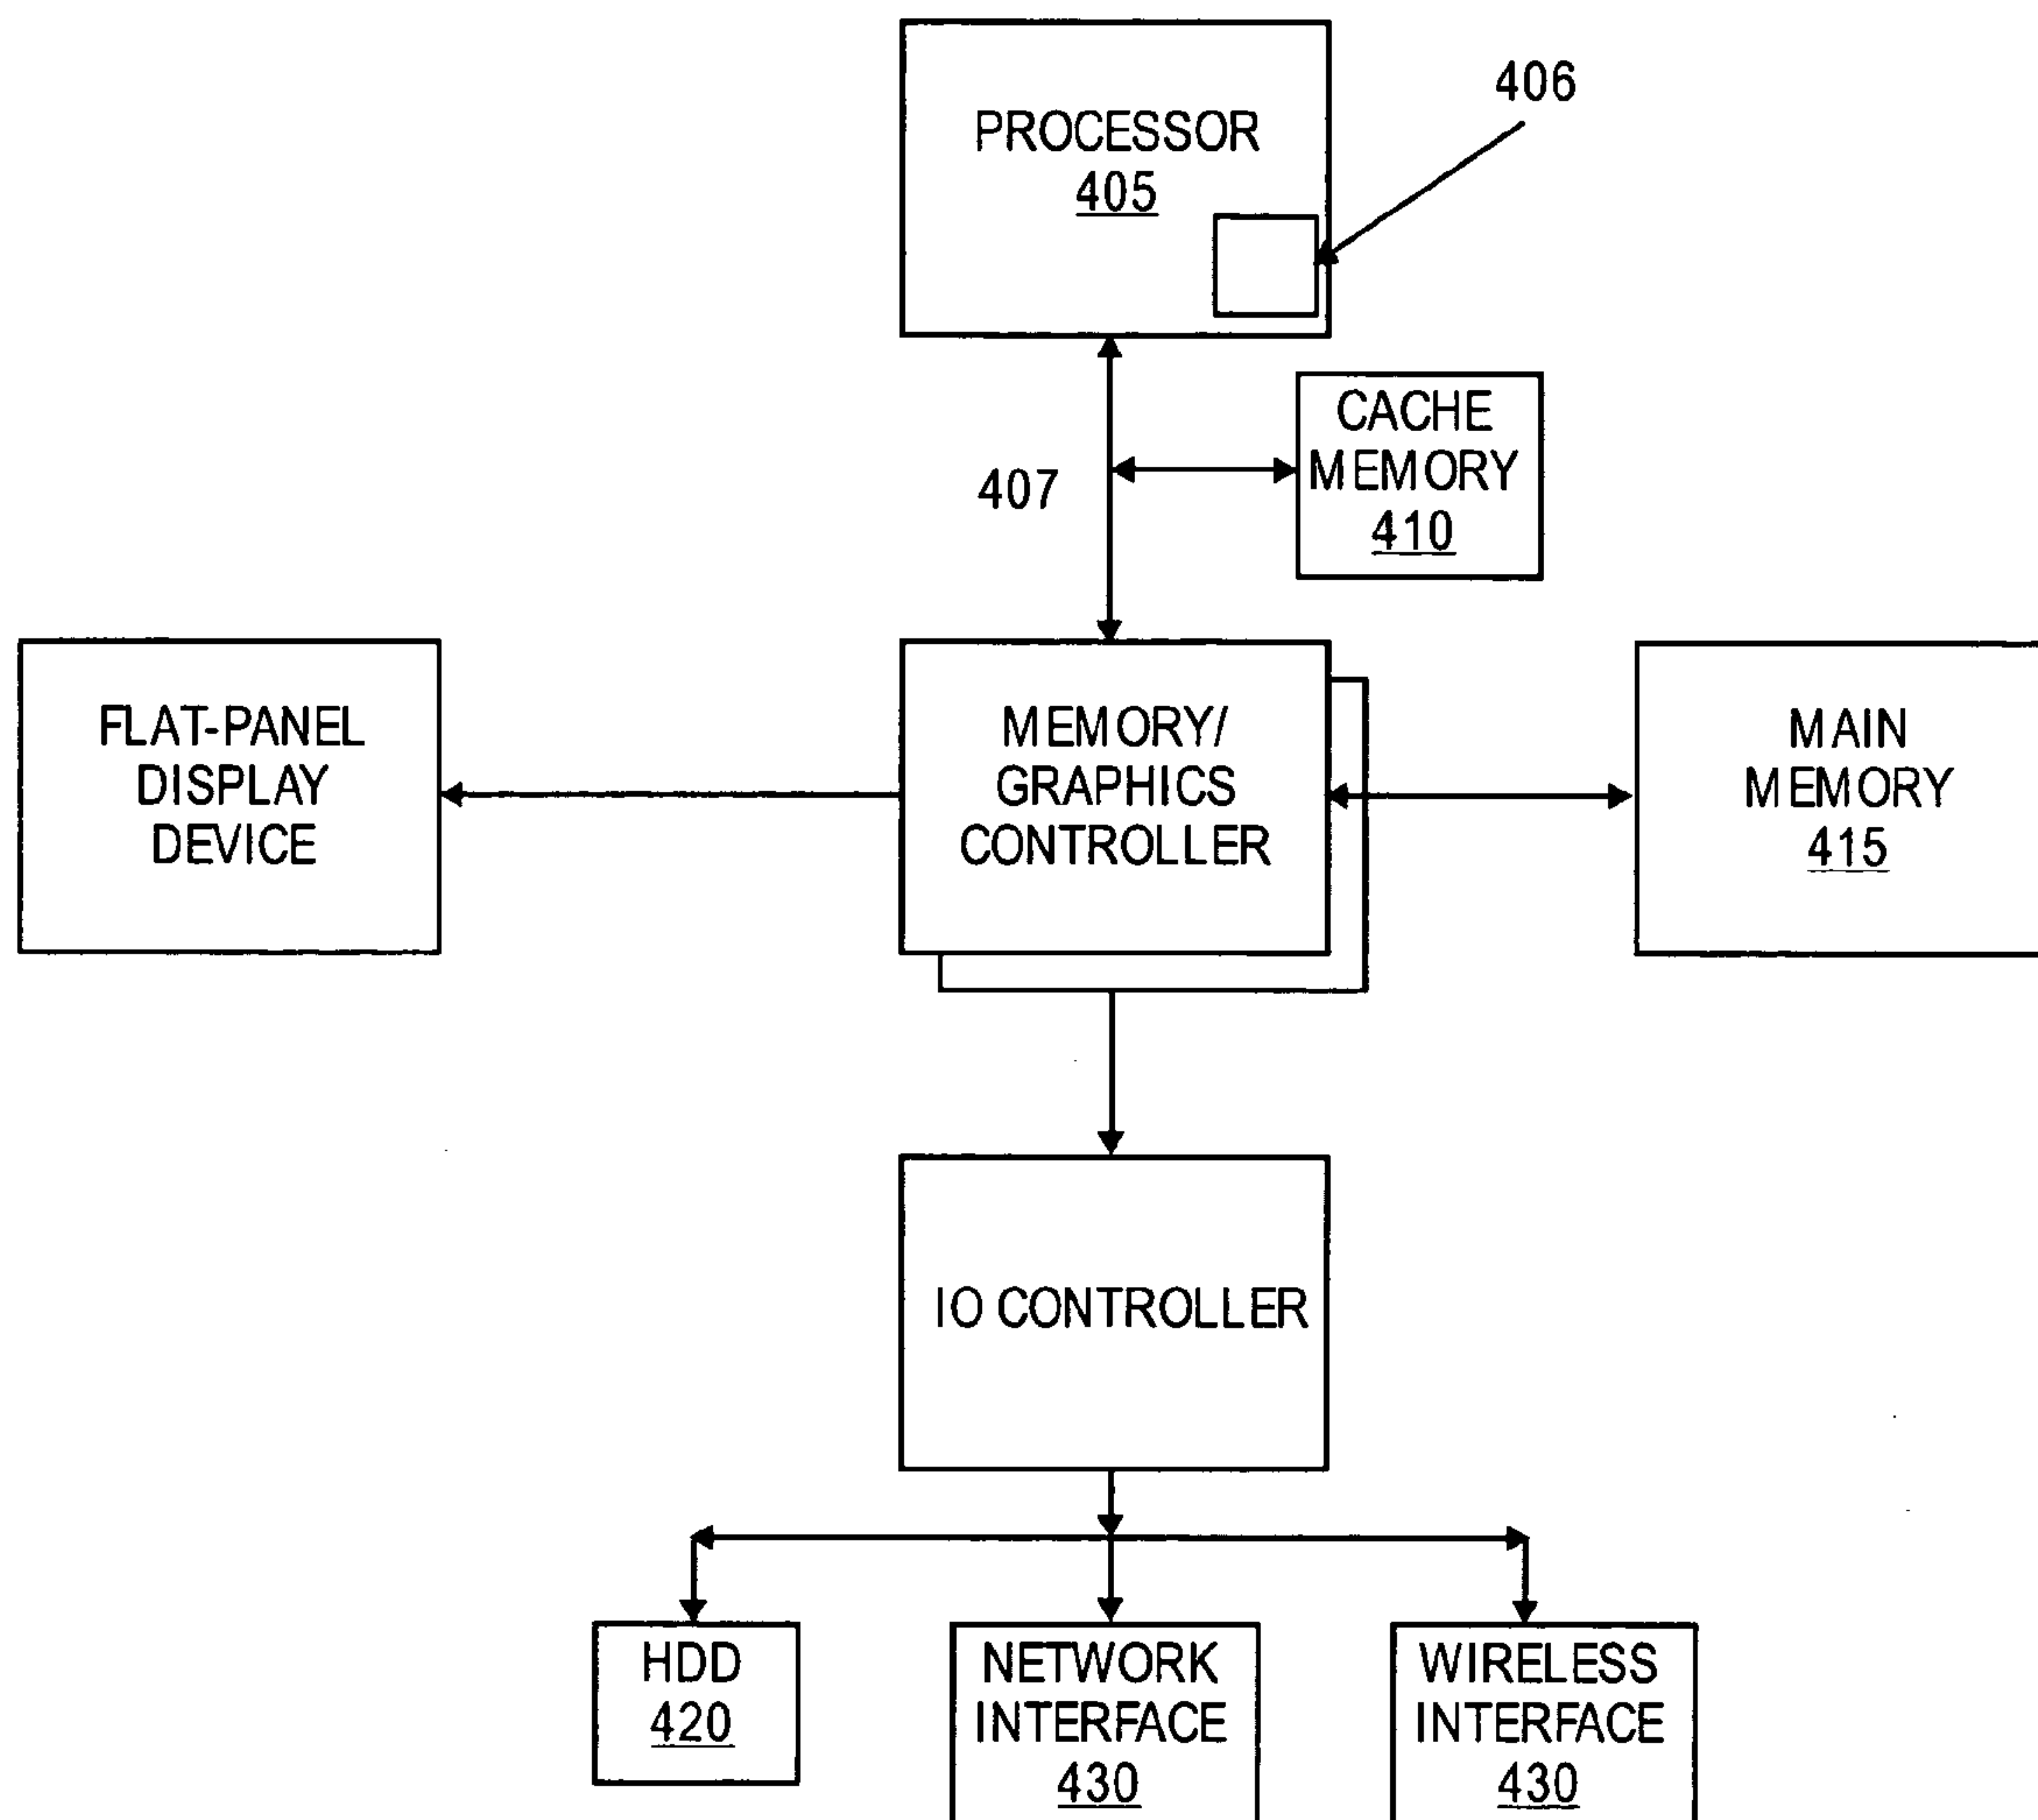 PROCESSOR
405
406
CACHE
MEMORY
410
407
FLAT-PANEL
DISPLAY
DEVICE
MEMORY/
GRAPHICS
CONTROLLER
MAIN
MEMORY
415
IO CONTROLLER
HDD
420
NETWORK
INTERFACE
430
WIRELESS
INTERFACE
430